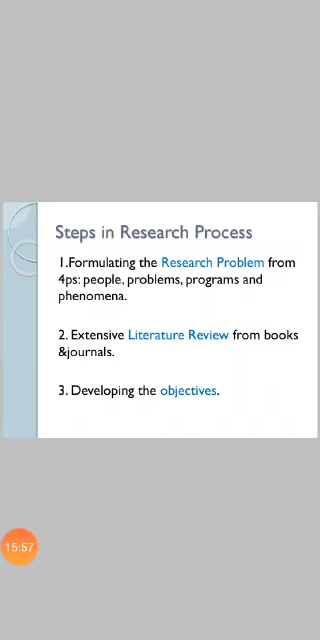 Steps in Research Process
1.Formulating the Research Problem from
4ps: people, problems, programs and
phenomena.
2. Extensive Literature Review from books
&journals.
3. Developing the objectives.
15:57